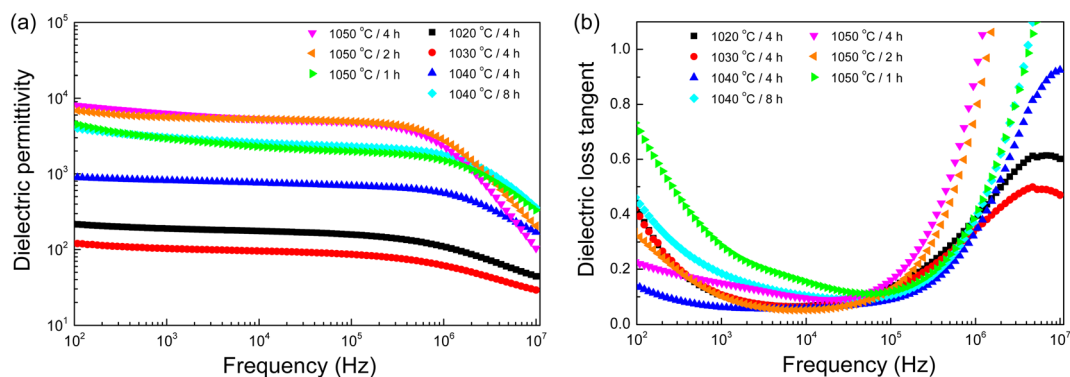 (a)
Dielectric permittivity
10^5
10^4
10^3
10^2
10^1
1050 °C / 4 h
1050 °C / 2 h
1050 °C / 1 h
1020 °C / 4 h
1030 °C / 4 h
1040 °C / 4 h
1040 °C / 8 h
10^2 10^3 10^4 10^5 10^6 10^7
Frequency (Hz)
(b)
Dielectric loss tangent
1.0
0.8
0.6
0.4
0.2
0.0
1020 °C / 4 h
1030 °C / 4 h
1040 °C / 4 h
1040 °C / 8 h
1050 °C / 4 h
1050 °C / 2 h
1050 °C / 1 h
10^2 10^3 10^4 10^5 10^6 10^7
Frequency (Hz)